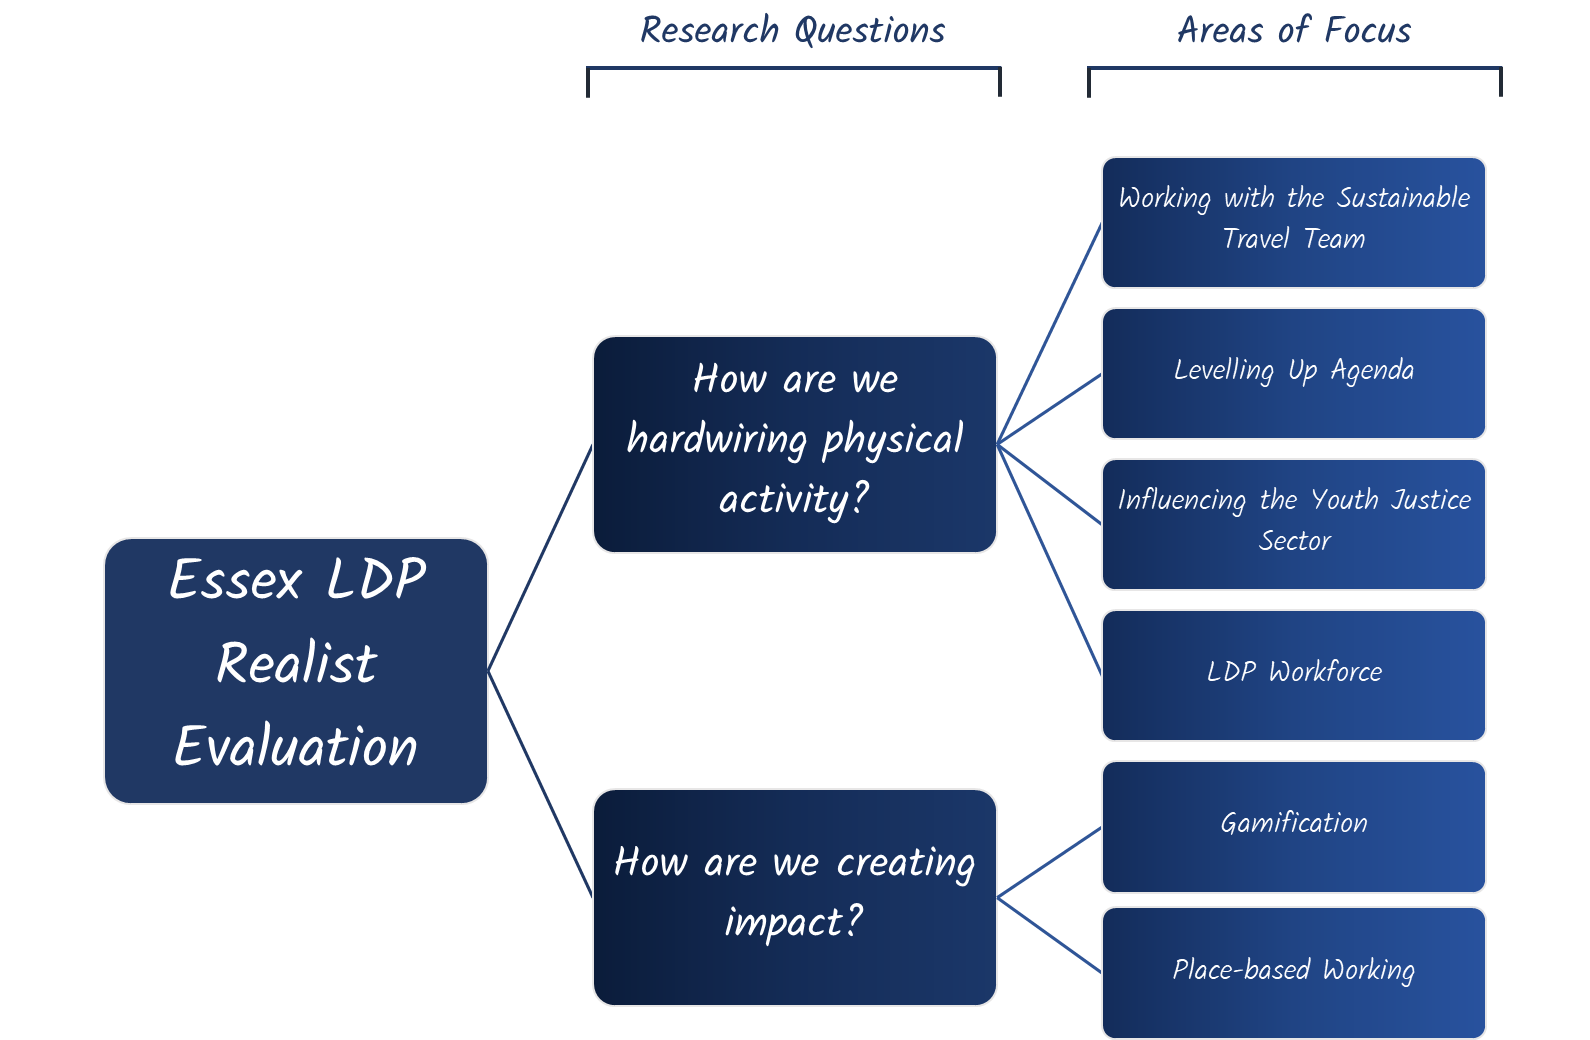 Research Questions
Areas of Focus
Essex LDP
Realist
Evaluation
How are we
hardwiring physical
activity?
Working with the Sustainable
Travel Team
Levelling Up Agenda
Influencing the Youth Justice
Sector
LDP Workforce
How are we creating
impact?
Gamification
Place-based Working